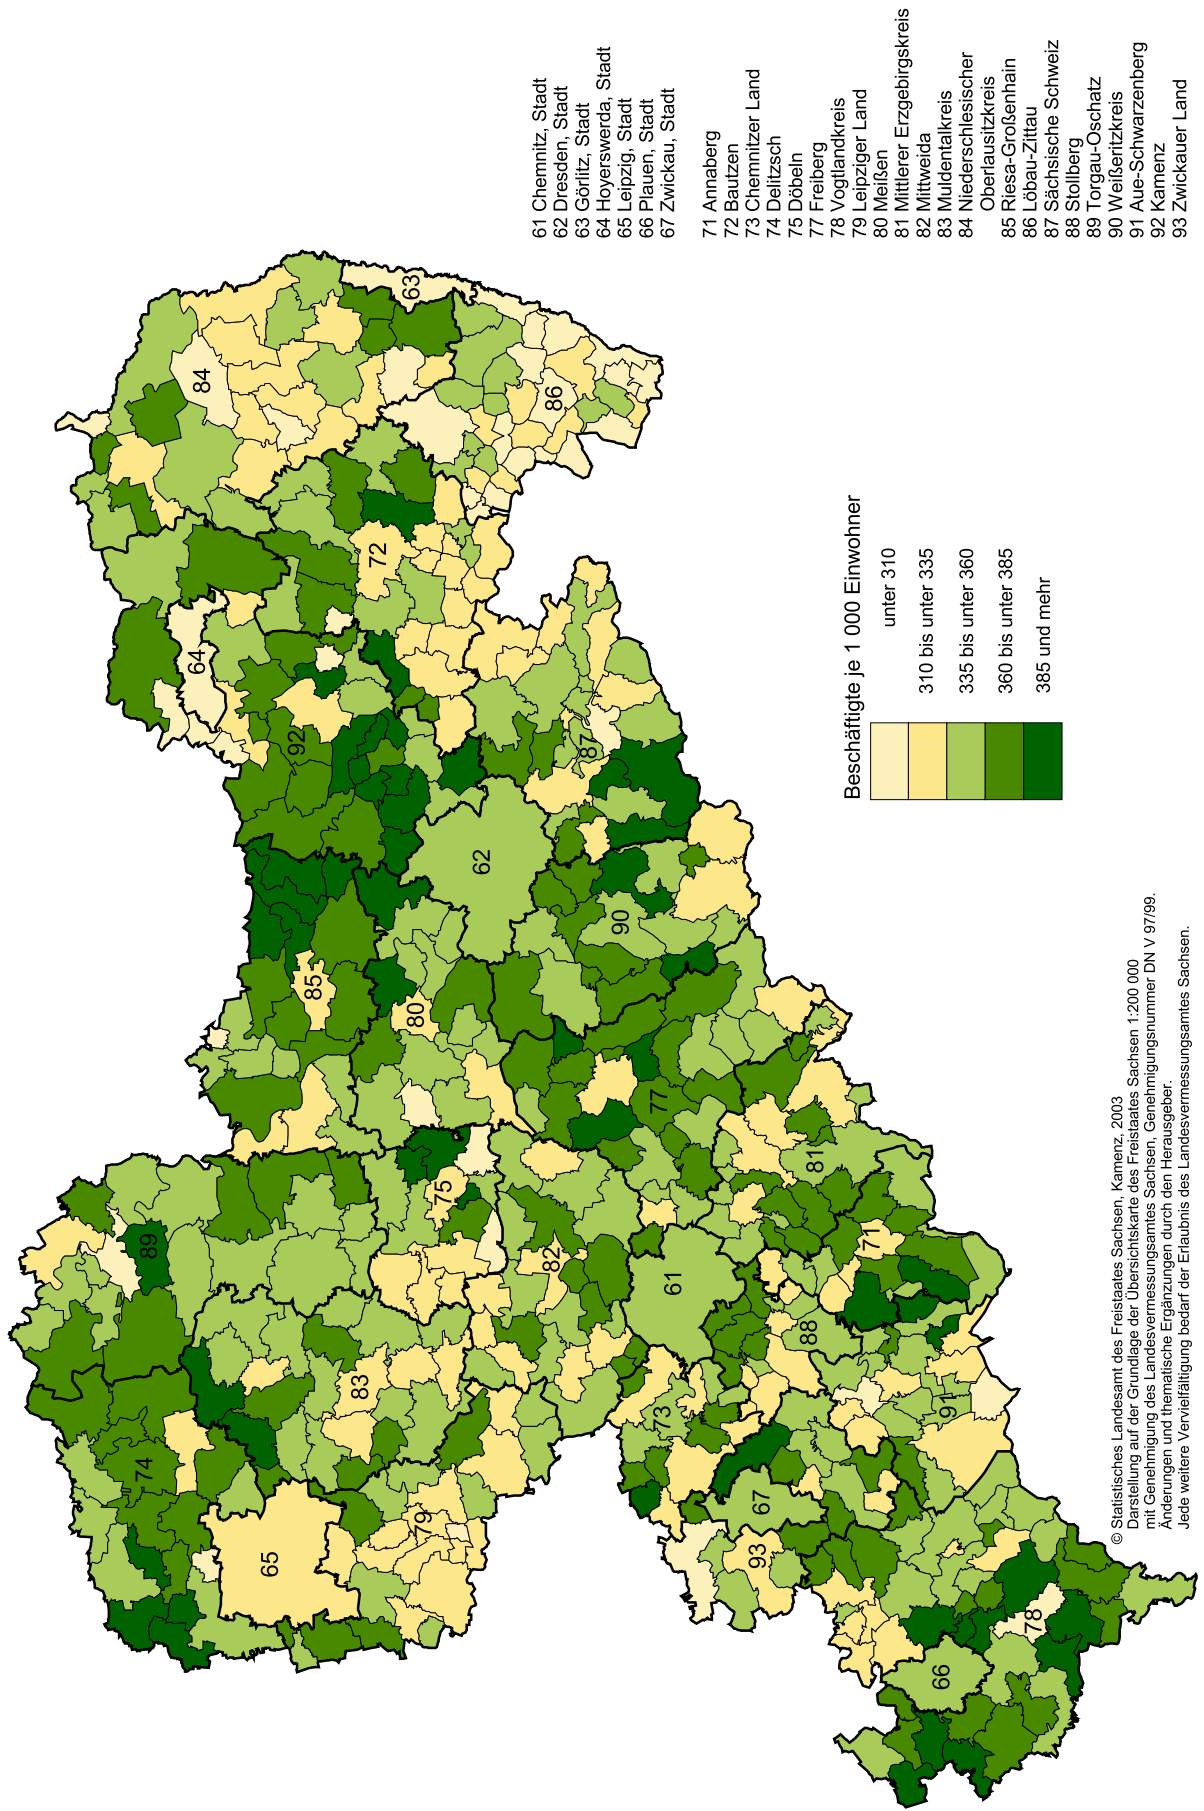 61 Chemnitz, Stadt
62 Dresden, Stadt
63 Görlitz, Stadt
64 Hoyerswerda, Stadt
65 Leipzig, Stadt
66 Plauen, Stadt
67 Zwickau, Stadt
71 Annaberg
72 Bautzen
73 Chemnitzer Land
74 Delitzsch
75 Döbeln
77 Freiberg
78 Vogtlandkreis
79 Leipziger Land
80 Meißen
81 Mittlerer Erzgebirgskreis
82 Mittweida
83 Muldentalkreis
84 Niederschlesischer
Oberlausitzkreis
85 Riesa-Großenhain
86 Löbau-Zittau
87 Sächsische Schweiz
88 Stollberg
89 Torgau-Oschatz
90 Weißeritzkreis
91 Aue-Schwarzenberg
92 Kamenz
93 Zwickauer Land
Beschäftigte je 1 000 Einwohner
unter 310
310 bis unter 335
335 bis unter 360
360 bis unter 385
385 und mehr
© Statistisches Landesamt des Freistaates Sachsen, Kamenz, 2003
Darstellung auf der Grundlage der Übersichtskarte des Freistaates Sachsen 1:200 000
mit Genehmigung des Landesvermessungsamtes Sachsen, Genehmigungsnummer DN V 97/99.
Änderungen und thematische Ergänzungen durch den Herausgeber.
Jede weitere Vervielfältigung bedarf der Erlaubnis des Landesvermessungsamtes Sachsen.
89
74
65
79
83
75
82
85
80
64
92
84
72
63
86
62
87
90
77
81
61
71
88
73
91
67
93
66
78